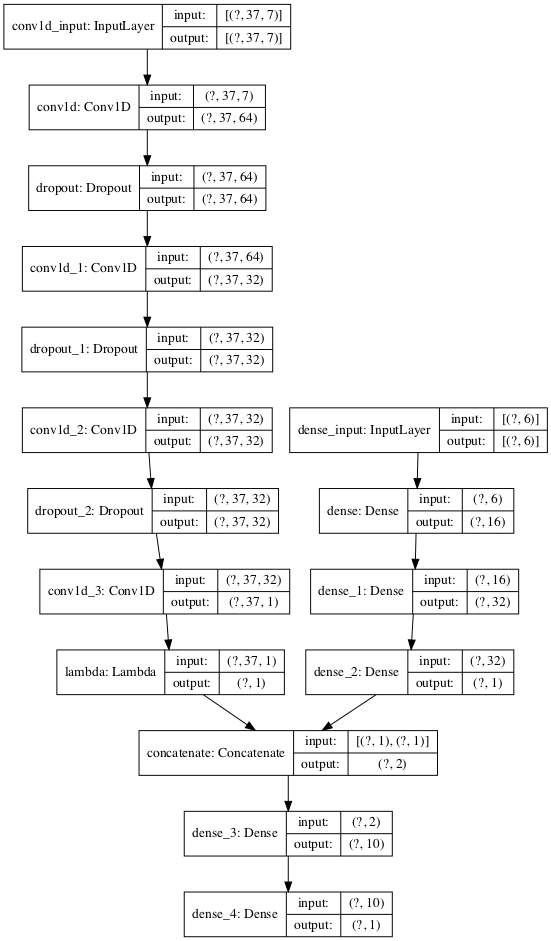 conv1d_input: InputLayer
input:
[(?, 37, 7)]
output:
[(?, 37, 7)]
conv1d: Conv1D
input:
(?, 37, 7)
output:
(?, 37, 64)
dropout: Dropout
input:
(?, 37, 64)
output:
(?, 37, 64)
conv1d_1: Conv1D
input:
(?, 37, 64)
output:
(?, 37, 32)
dropout_1: Dropout
input:
(?, 37, 32)
output:
(?, 37, 32)
conv1d_2: Conv1D
input:
(?, 37, 32)
output:
(?, 37, 32)
dropout_2: Dropout
input:
(?, 37, 32)
output:
(?, 37, 32)
conv1d_3: Conv1D
input:
(?, 37, 32)
output:
(?, 37, 1)
lambda: Lambda
input:
(?, 37, 1)
output:
(?, 1)
dense_input: InputLayer
input:
[(?, 6)]
output:
[(?, 6)]
dense: Dense
input:
(?, 6)
output:
(?, 16)
dense_1: Dense
input:
(?, 16)
output:
(?, 32)
dense_2: Dense
input:
(?, 32)
output:
(?, 1)
concatenate: Concatenate
input:
[(?, 1), (?, 1)]
output:
(?, 2)
dense_3: Dense
input:
(?, 2)
output:
(?, 10)
dense_4: Dense
input:
(?, 10)
output:
(?, 1)